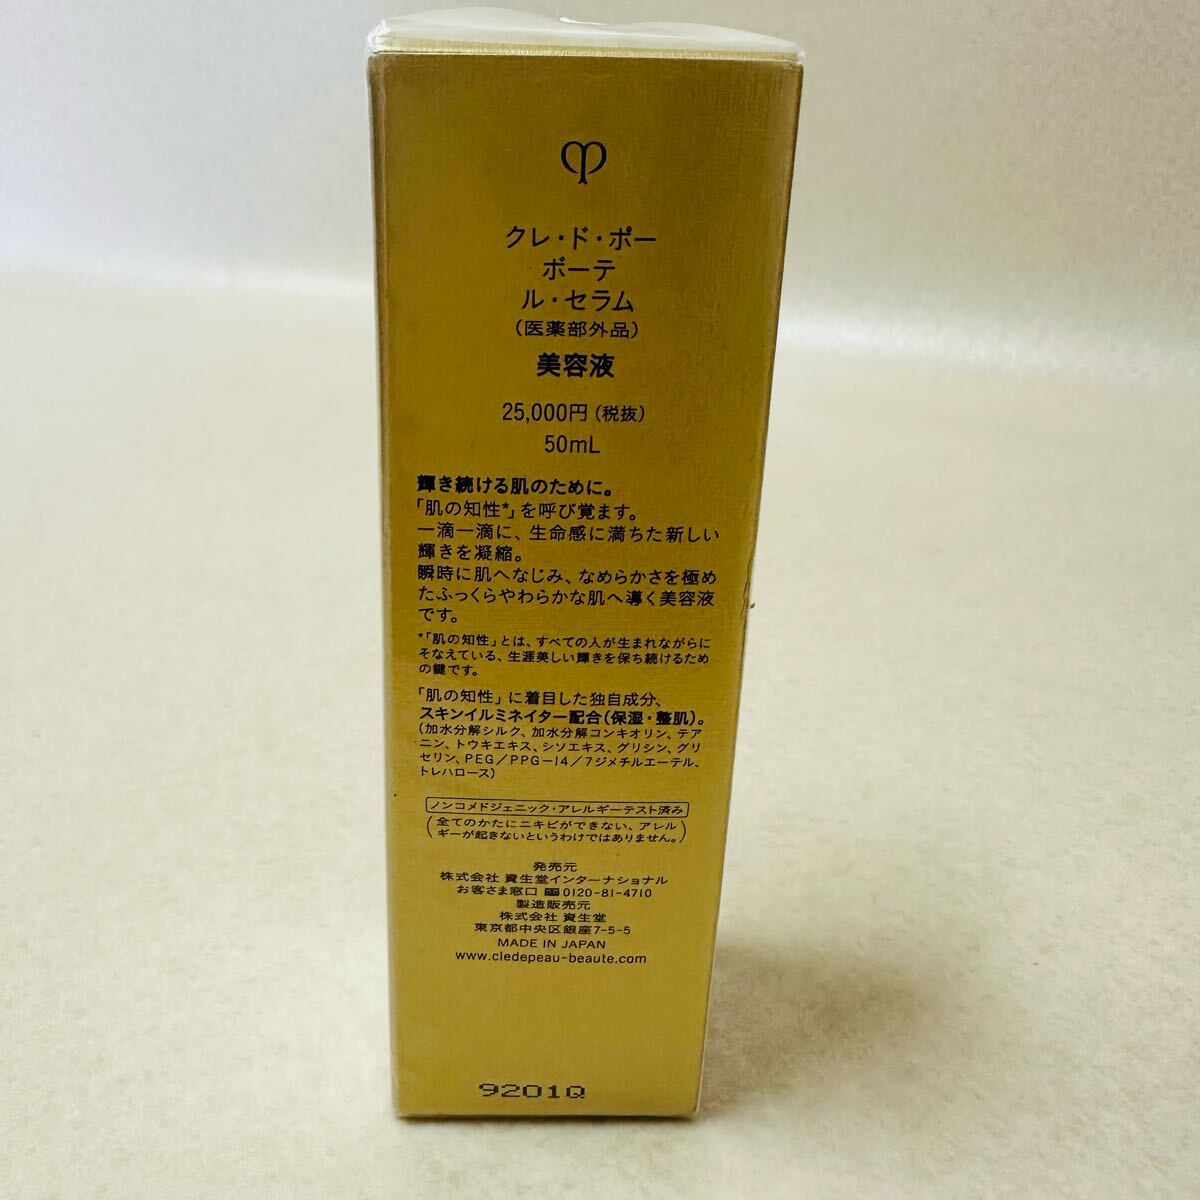 クレ・ド・ポー
ボーテ
ル・セラム
(医薬部外品)
美容液
25,000円(税抜)
50mL
輝き続ける肌のために。
「肌の知性*」を呼び覚ます。
一滴一滴に、生命感に満ちた新しい
輝きを凝縮。
瞬時に肌へなじみ、なめらかさを極め
たふっくらやわらかな肌へ導く美容液
です。
*「肌の知性」とは、すべての人が生まれながらに
そなえている、生涯美しい輝きを保ち続けるため
の鍵です。
「肌の知性」に着目した独自成分、
スキンイルミネイター配合(保湿・整肌)。
(加水分解シルク、加水分解コンキオリン、テア
ニン、トウキエキス、シソエキス、グリシン、グリ
セリン、PEG/PPG-14/7ジメチルエーテル、
トレハロース)
ノンコメドジェニック・アレルギーテスト済み
(全てのかたにニキビができない、アレル
ギーが起きないというわけではありません。)
発売元
株式会社 資生堂インターナショナル
お客さま窓口 0120-81-4710
製造販売元
株式会社 資生堂
東京都中央区銀座7-5-5
MADE IN JAPAN
www.cledepeau-beaute.com
9201Q